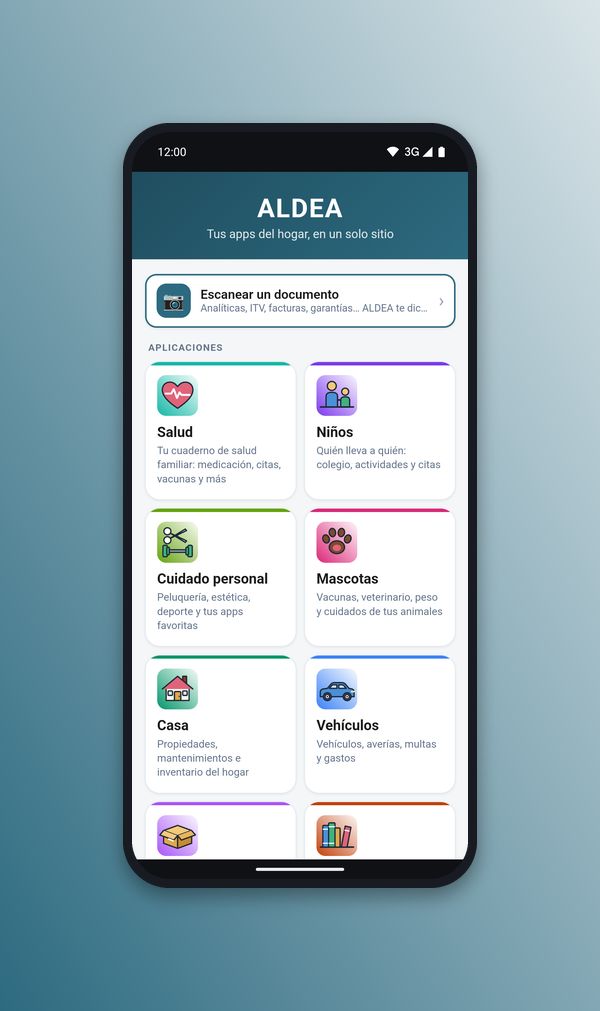 12:00
3G
ALDEA
Tus apps del hogar, en un solo sitio
Escanear un documento
Analíticas, ITV, facturas, garantías... ALDEA te dic...
APLICACIONES
Salud
Tu cuaderno de salud
familiar: medicación, citas,
vacunas y más
Niños
Quién lleva a quién:
colegio, actividades y citas
Cuidado personal
Peluquería, estética,
deporte y tus apps
favoritas
Mascotas
Vacunas, veterinario, peso
y cuidados de tus animales
Casa
Propiedades,
mantenimientos e
inventario del hogar
Vehículos
Vehículos, averías, multas
y gastos